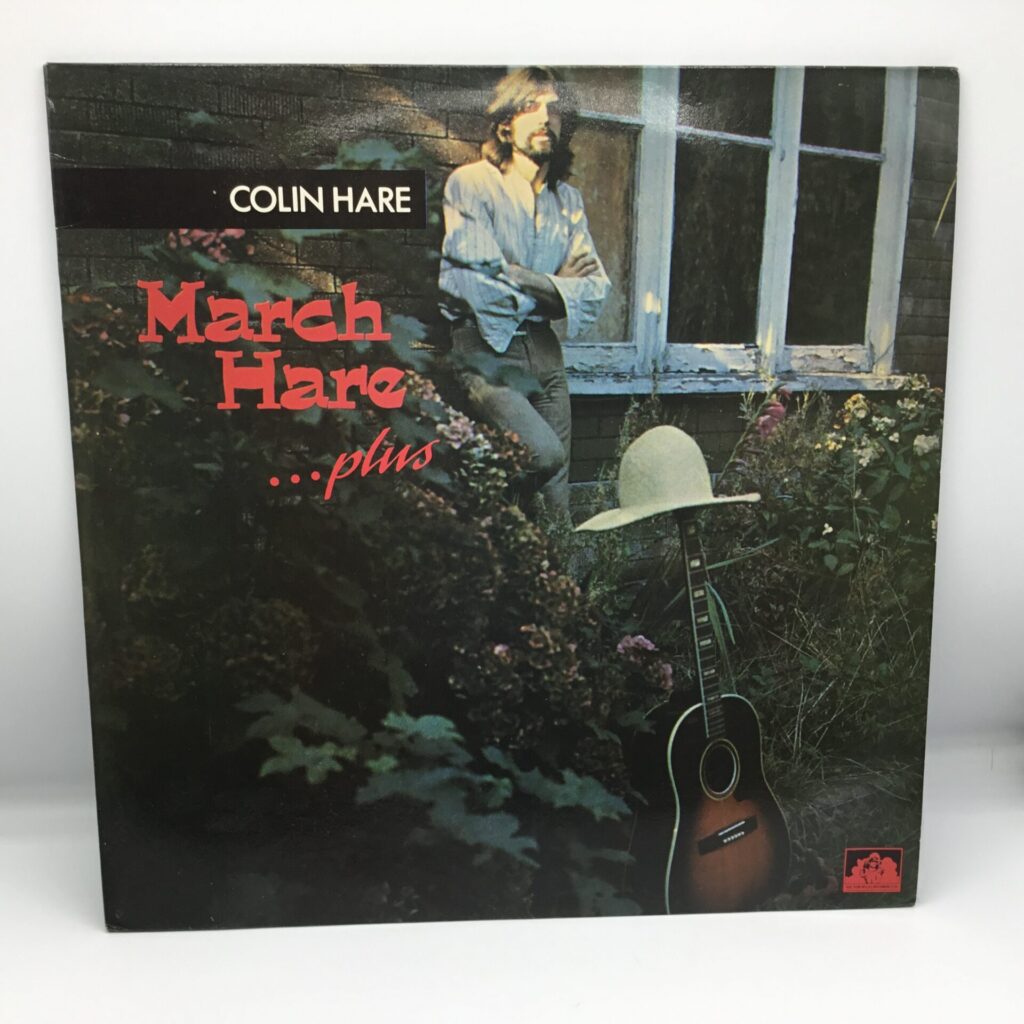 COLIN HARE
March
Hare
...plus